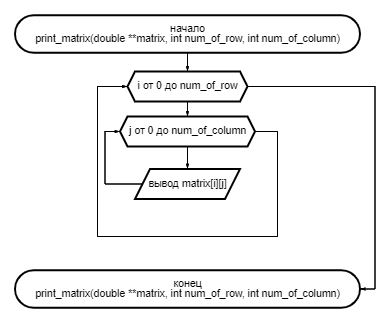 начало
print_matrix(double **matrix, int num_of_row, int num_of_column)
i от 0 до num_of_row
j от 0 до num_of_column
вывод matrix[i][j]
конец
print_matrix(double **matrix, int num_of_row, int num_of_column)